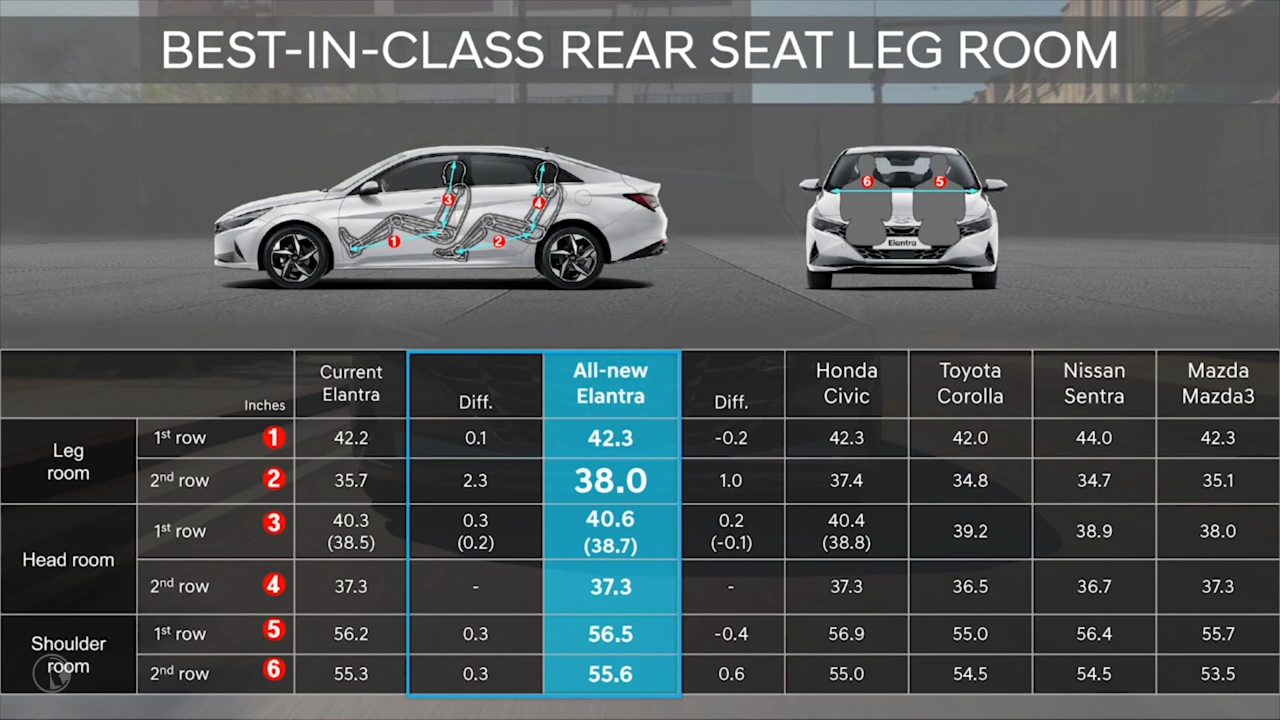 BEST-IN-CLASS REAR SEAT LEG ROOM
3
4
1
2
6
5
Elantra
Inches
Current Elantra
Diff.
All-new Elantra
Diff.
Honda Civic
Toyota Corolla
Nissan Sentra
Mazda Mazda3
Leg room
1st row 1 42.2 0.1 42.3 -0.2 42.3 42.0 44.0 42.3
2nd row 2 35.7 2.3 38.0 1.0 37.4 34.8 34.7 35.1
Head room
1st row 3 40.3 (38.5) 0.3 (0.2) 40.6 (38.7) 0.2 (-0.1) 40.4 (38.8) 39.2 38.9 38.0
2nd row 4 37.3 - 37.3 - 37.3 36.5 36.7 37.3
Shoulder room
1st row 5 56.2 0.3 56.5 -0.4 56.9 55.0 56.4 55.7
2nd row 6 55.3 0.3 55.6 0.6 55.0 54.5 54.5 53.5